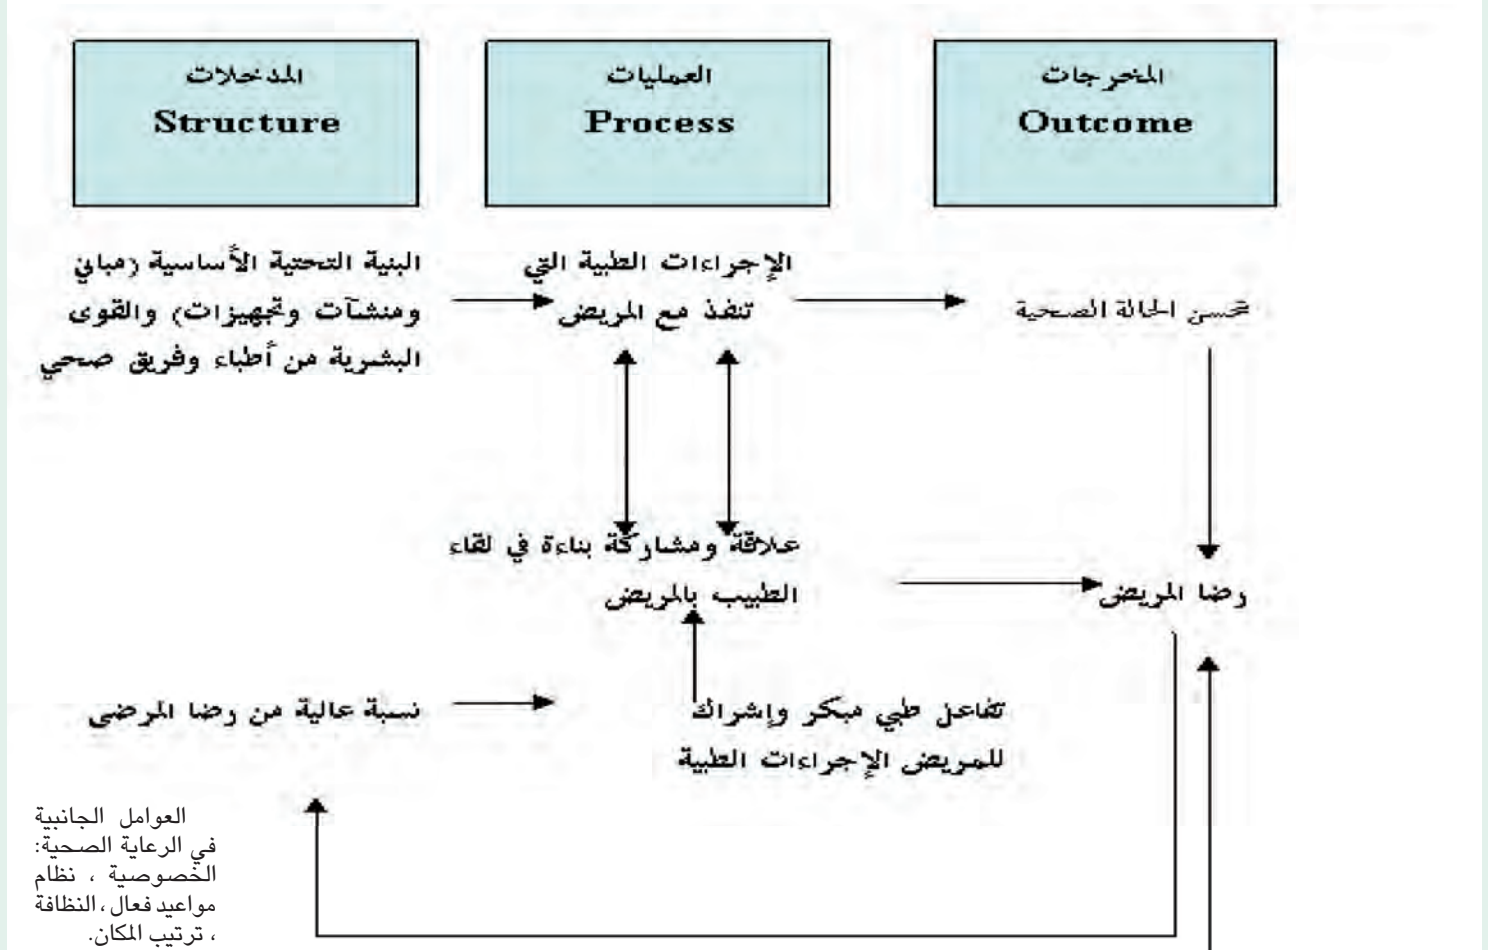 المدخلات
Structure
العمليات
Process
المخرجات
Outcome
البنية التحتية الأساسية (مباني
ومنشآت وتجهيزات) والقوى
البشرية من أطباء وفريق صحي
الإجراءات الطبية التي
تنفذ مع المريض
تحسن الحالة الصحية
علاقة ومشاركة بناءة في لقاء
الطبيب بالمريض
رضا المريض
نسبة عالية من رضا المرضى
تفاعل طبي مبكر وإشراك
للمريض الإجراءات الطبية
العوامل الجانبية
في الرعاية الصحية:
الخصوصية ، نظام
مواعيد فعال ، النظافة
، ترتيب المكان.